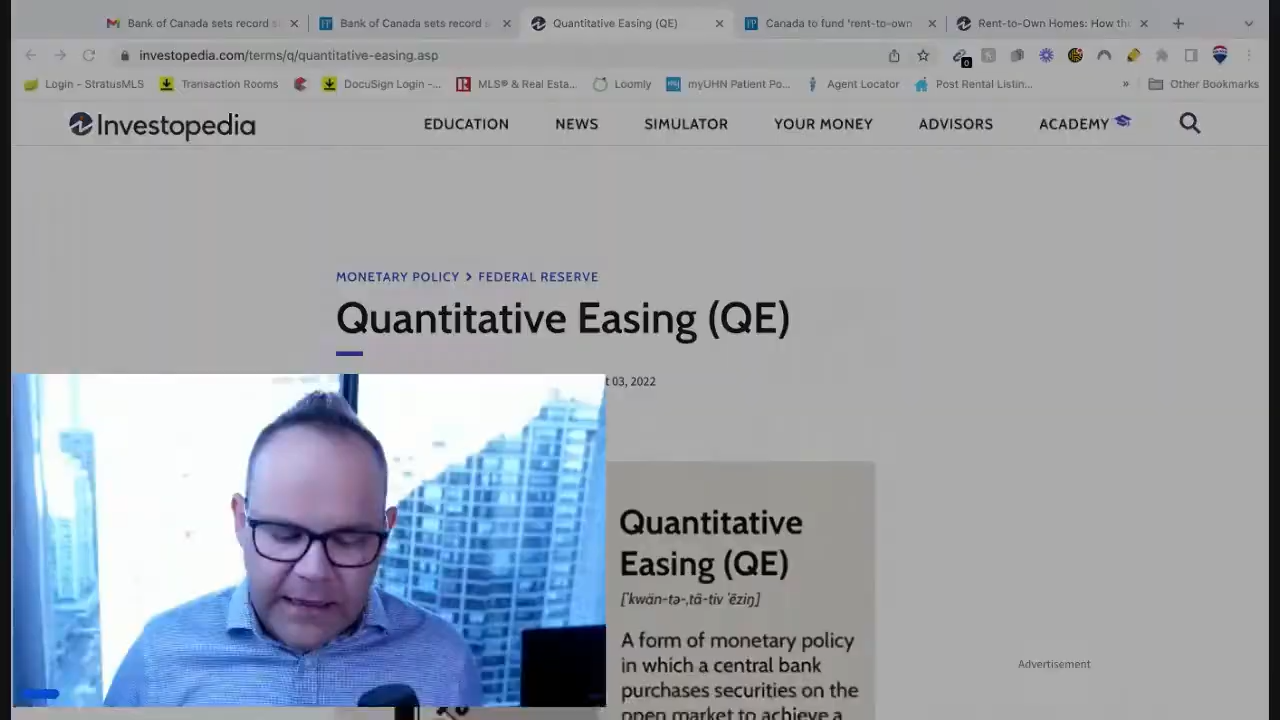 Bank of Canada sets record s
Bank of Canada sets record s
Quantitative Easing (QE)
Canada to fund 'rent-to-own
Rent-to-Own Homes: How th
investopedia.com/terms/q/quantitative-easing.asp
Login - StratusMLS
Transaction Rooms
DocuSign Login -...
MLS® & Real Esta...
Loomly
myUHN Patient Po...
Agent Locator
Post Rental Listin...
»
Other Bookmarks
Investopedia
EDUCATION
NEWS
SIMULATOR
YOUR MONEY
ADVISORS
ACADEMY
MONETARY POLICY > FEDERAL RESERVE
Quantitative Easing (QE)
t 03, 2022
Quantitative
Easing (QE)
['kwän-tə-,tā-tiv 'ēziŋ]
A form of monetary policy
in which a central bank
purchases securities on the
open market to achieve a
Advertisement